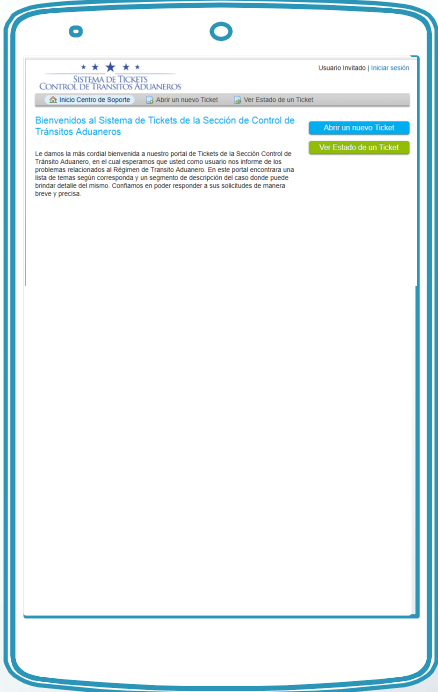 SISTEMA DE TICKETS
CONTROL DE TRANSITOS ADUANEROS
Usuario Invitado | Iniciar sesión
Inicio Centro de Soporte
Abrir un nuevo Ticket
Ver Estado de un Ticket
Bienvenidos al Sistema de Tickets de la Sección de Control de
Tránsitos Aduaneros
Abrir un nuevo Ticket
Ver Estado de un Ticket
Le damos la más cordial bienvenida a nuestro portal de Tickets de la Sección Control de
Tránsito Aduanero, en el cual esperamos que usted como usuario nos informe de los
problemas relacionados al Régimen de Transito Aduanero. En este portal encontrara una
lista de temas según corresponda y un segmento de descripción del caso donde puede
brindar detalle del mismo. Confiamos en poder responder a sus solicitudes de manera
breve y precisa.